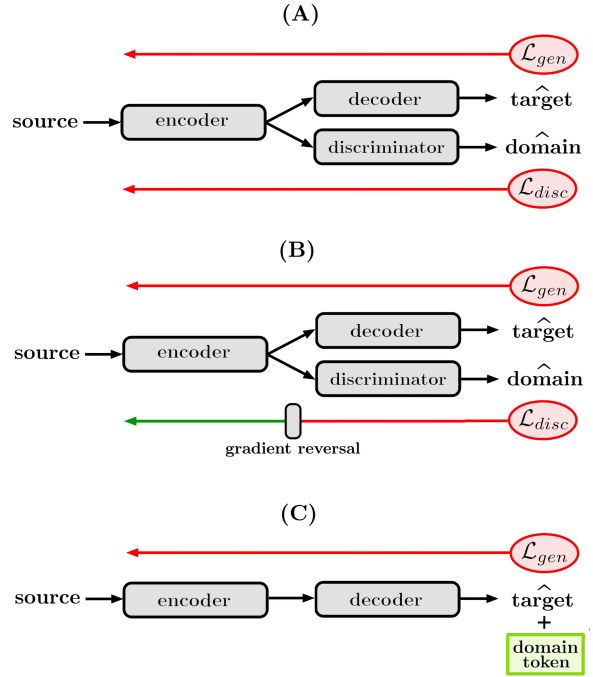 (A)
ℒgen
decoder
target̂
source
encoder
discriminator
domain̂
ℒdisc
(B)
ℒgen
decoder
target̂
source
encoder
discriminator
domain̂
ℒdisc
gradient reversal
(C)
ℒgen
source
encoder
decoder
target̂
+
domain
token
.